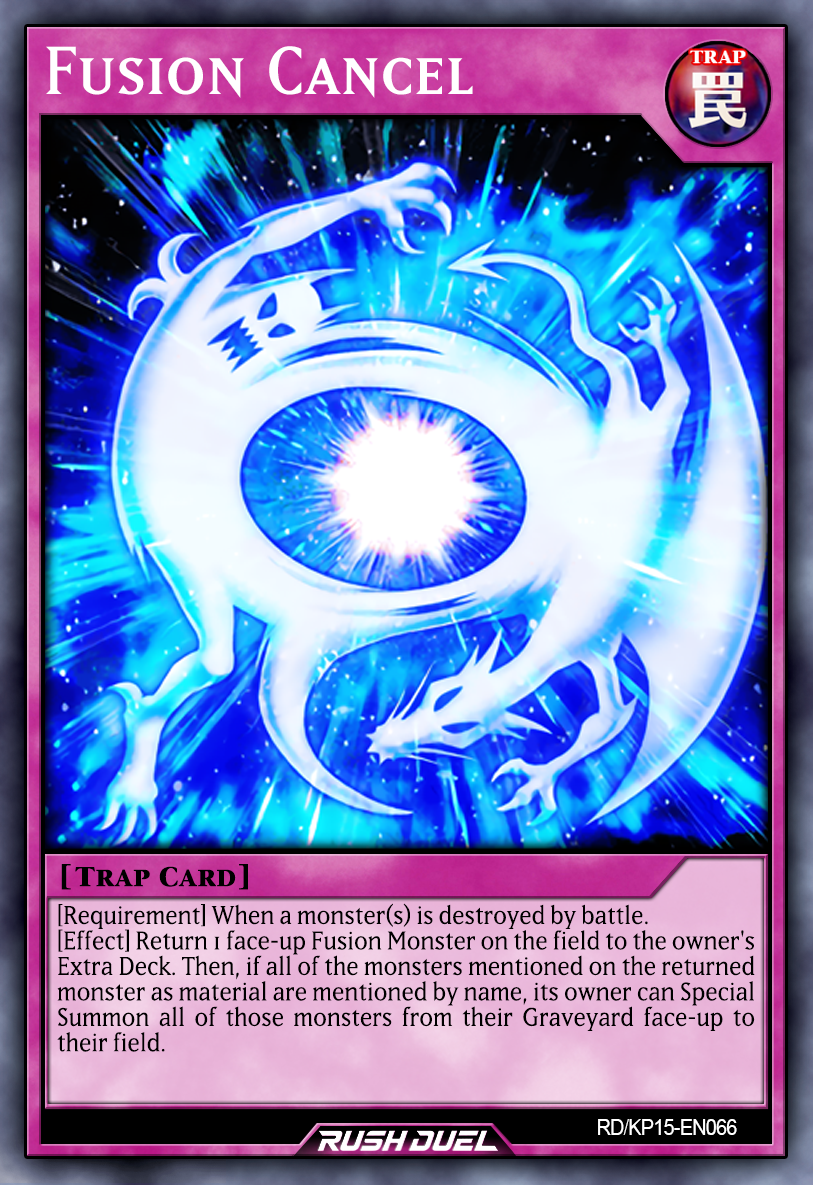 Fusion Cancel
TRAP
罠
[Trap Card]
[Requirement] When a monster(s) is destroyed by battle.
[Effect] Return 1 face-up Fusion Monster on the field to the owner's
Extra Deck. Then, if all of the monsters mentioned on the returned
monster as material are mentioned by name, its owner can Special
Summon all of those monsters from their Graveyard face-up to
their field.
RD/KP15-EN066
RUSH DUEL